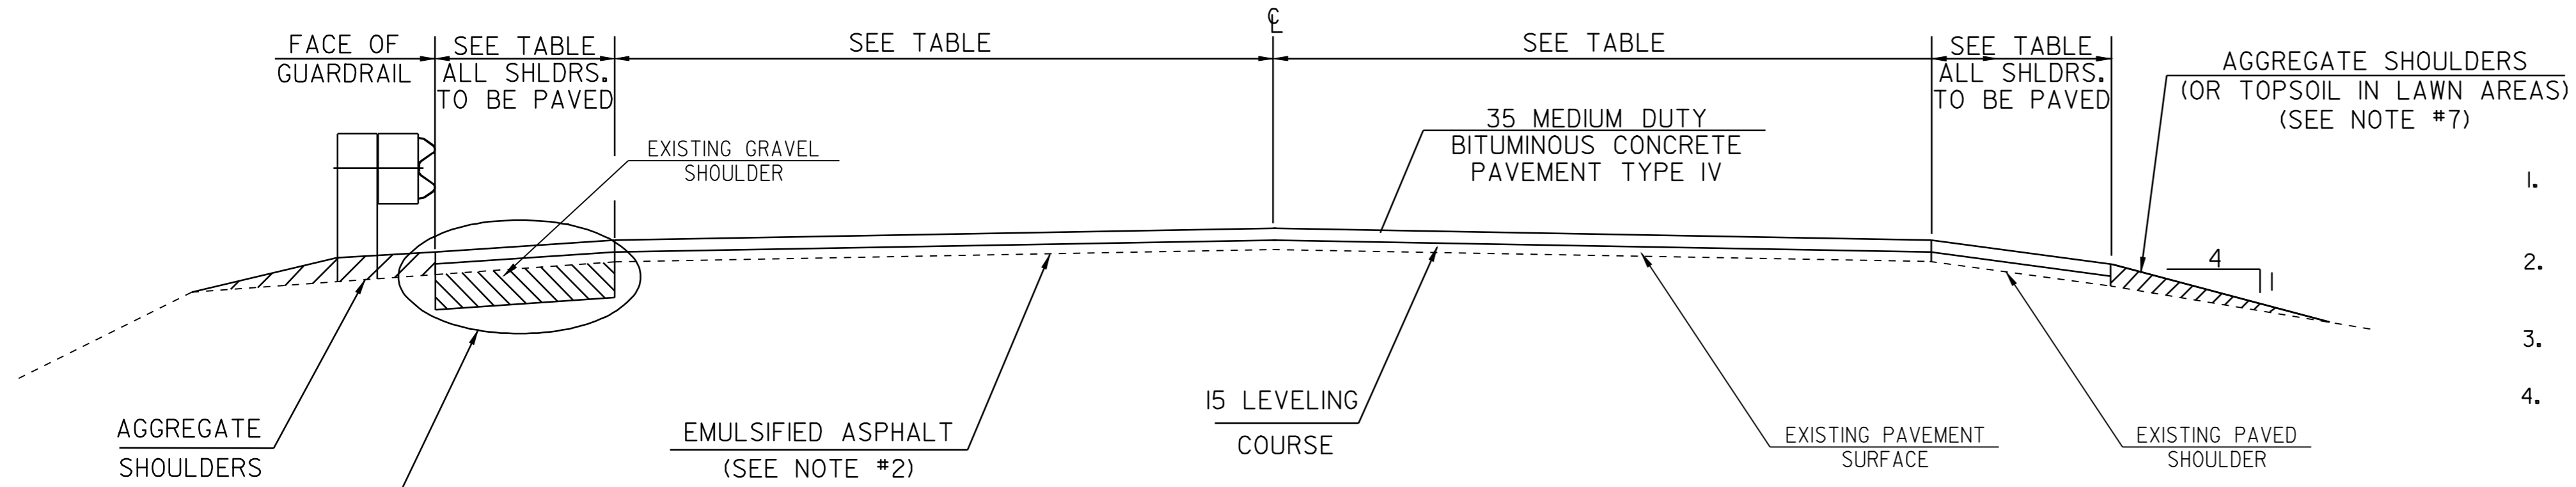 ℄
FACE OF
GUARDRAIL
SEE TABLE
ALL SHLDRS.
TO BE PAVED
SEE TABLE
SEE TABLE
SEE TABLE
ALL SHLDRS.
TO BE PAVED
AGGREGATE SHOULDERS
(OR TOPSOIL IN LAWN AREAS)
(SEE NOTE #7)
EXISTING GRAVEL
SHOULDER
35 MEDIUM DUTY
BITUMINOUS CONCRETE
PAVEMENT TYPE IV
1.
2.
3.
4.
4
1
AGGREGATE
SHOULDERS
EMULSIFIED ASPHALT
(SEE NOTE #2)
15 LEVELING
COURSE
EXISTING PAVEMENT
SURFACE
EXISTING PAVED
SHOULDER